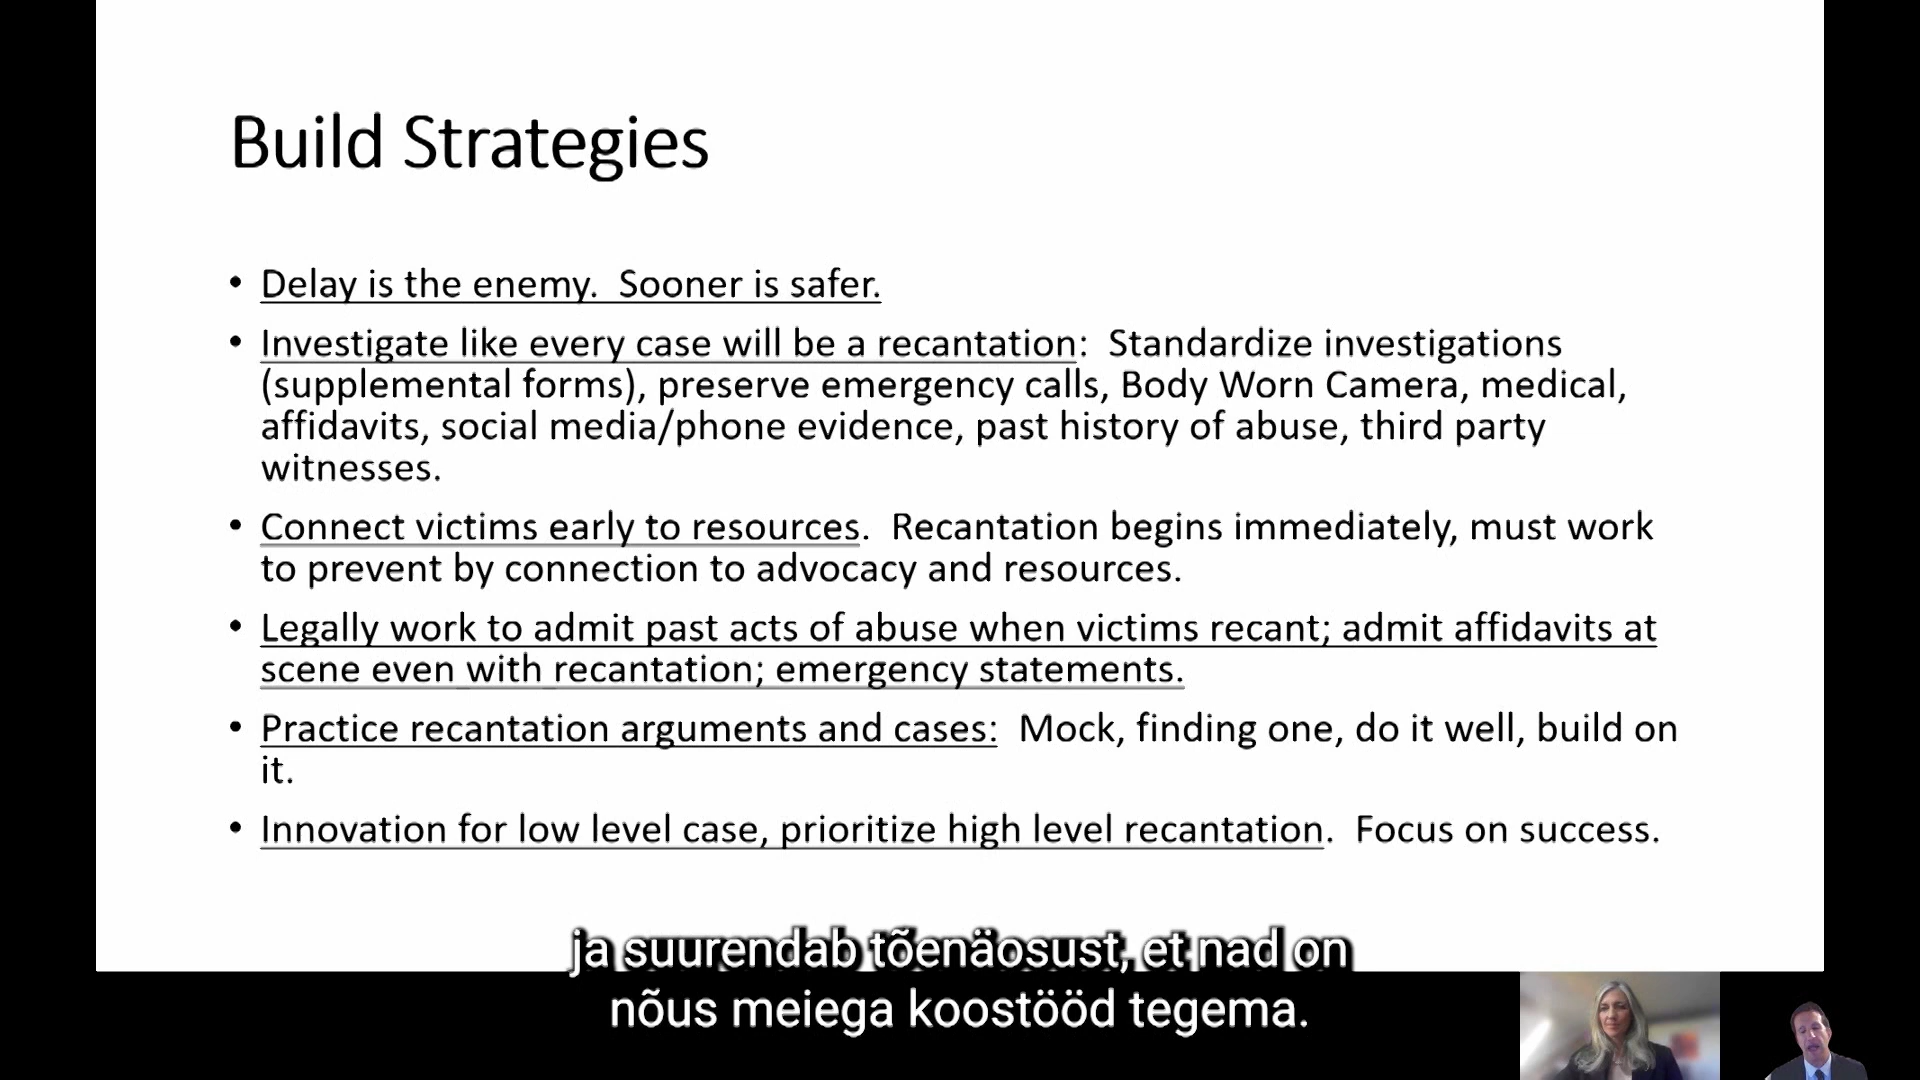 Build Strategies
• Delay is the enemy.  Sooner is safer.
• Investigate like every case will be a recantation:  Standardize investigations
(supplemental forms), preserve emergency calls, Body Worn Camera, medical,
affidavits, social media/phone evidence, past history of abuse, third party
witnesses.
• Connect victims early to resources.  Recantation begins immediately, must work
to prevent by connection to advocacy and resources.
• Legally work to admit past acts of abuse when victims recant; admit affidavits at
scene even with recantation; emergency statements.
• Practice recantation arguments and cases:  Mock, finding one, do it well, build on
it.
• Innovation for low level case, prioritize high level recantation.  Focus on success.
ja suurendab tõenäosust, et nad on
nõus meiega koostööd tegema.